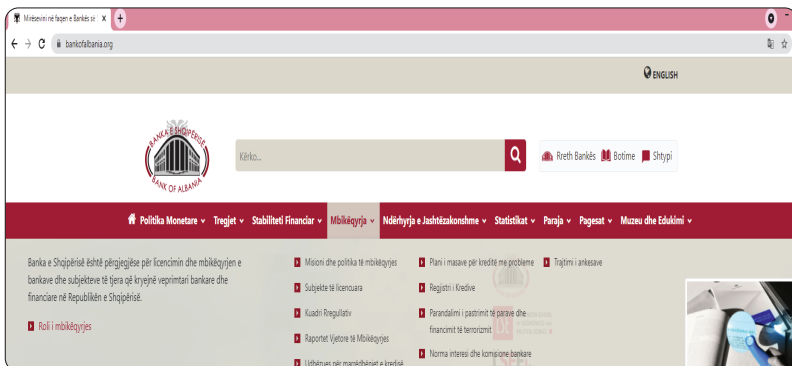 Mirësevini në faqen e Bankës së
bankofalbania.org
ENGLISH
BANKA E SHQIPËRISË
BANK OF ALBANIA
Kërko...
Rreth Bankës Botime Shtypi
Politika Monetare Tregjet Stabiliteti Financiar Mbikëqyrja Ndërhyrja e Jashtëzakonshme Statistikat Paraja Pagesat Muzeu dhe Edukimi
Banka e Shqipërisë është përgjegjëse për licencimin dhe mbikëqyrjen e
bankave dhe subjekteve të tjera që kryejnë veprimtari bankare dhe
financiare në Republikën e Shqipërisë.
Roli i mbikëqyrjes
Misioni dhe politika të mbikëqyrjes
Subjekte të licencuara
Kuadri Rregullativ
Raportet Vjetore të Mbikëqyrjes
Udhëzues për marrëdhëniet e kredisë
Plani i masave për kreditë me probleme
Regjistri i Kredive
Parandalimi i pastrimit të parave dhe
financimit të terrorizmit
Norma interesi dhe komisione bankare
Trajtimi i ankesave